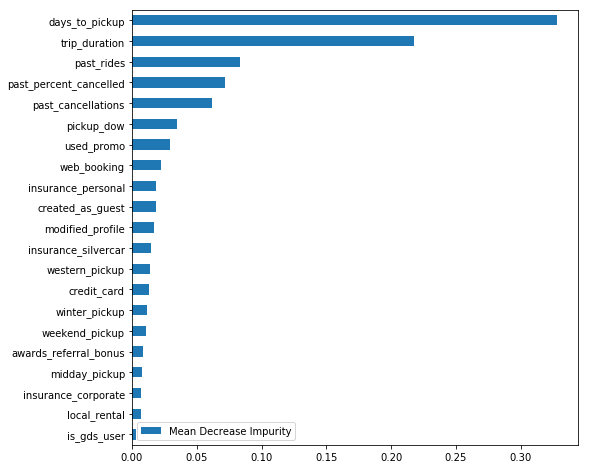 days_to_pickup
trip_duration
past_rides
past_percent_cancelled
past_cancellations
pickup_dow
used_promo
web_booking
insurance_personal
created_as_guest
modified_profile
insurance_silvercar
western_pickup
credit_card
winter_pickup
weekend_pickup
awards_referral_bonus
midday_pickup
insurance_corporate
local_rental
is_gds_user
Mean Decrease Impurity
0.00 0.05 0.10 0.15 0.20 0.25 0.30